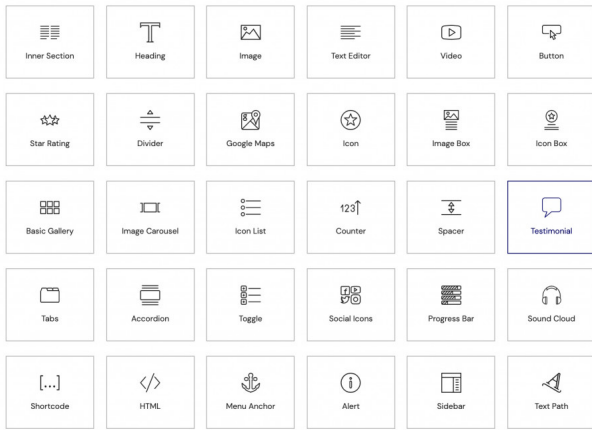 Inner Section
Heading
Image
Text Editor
Video
Button
Star Rating
Divider
Google Maps
Icon
Image Box
Icon Box
Basic Gallery
Image Carousel
Icon List
123
Counter
Spacer
Testimonial
Tabs
Accordion
Toggle
Social Icons
Progress Bar
Sound Cloud
[...]
Shortcode
</>
HTML
Menu Anchor
Alert
Sidebar
Text Path